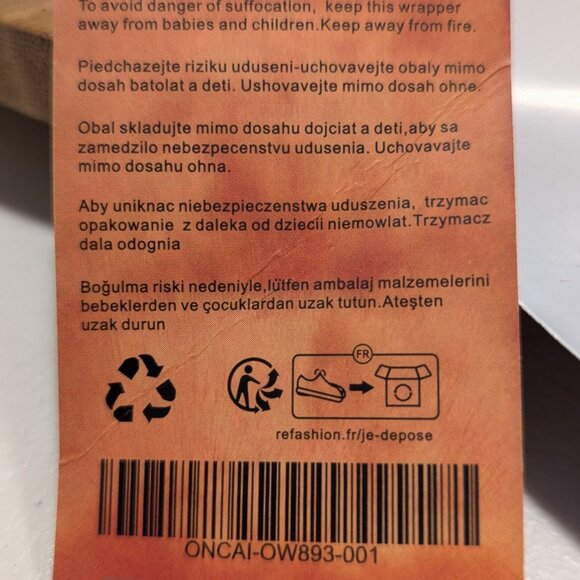 To avoid danger of suffocation, keep this wrapper
away from babies and children.Keep away from fire.
Piedchazejte riziku uduseni-uchovavejte obaly mimo
dosah batolat a deti. Ushovavejte mimo dosah ohne.
Obal skladujte mimo dosahu dojciat a deti,aby sa
zamedzilo nebezpecenstvu udusenia. Uchovavajte
mimo dosahu ohna.
Aby uniknac niebezpieczenstwa uduszenia, trzymac
opakowanie z daleka od dziecii niemowlat.Trzymacz
dala odognia
Boğulma riski nedeniyle,lütfen ambalaj malzemelerini
bebeklerden ve çocuklardan uzak tutun.Ateşten
uzak durun
FR
refashion.fr/je-depose
ONCAI-OW893-001